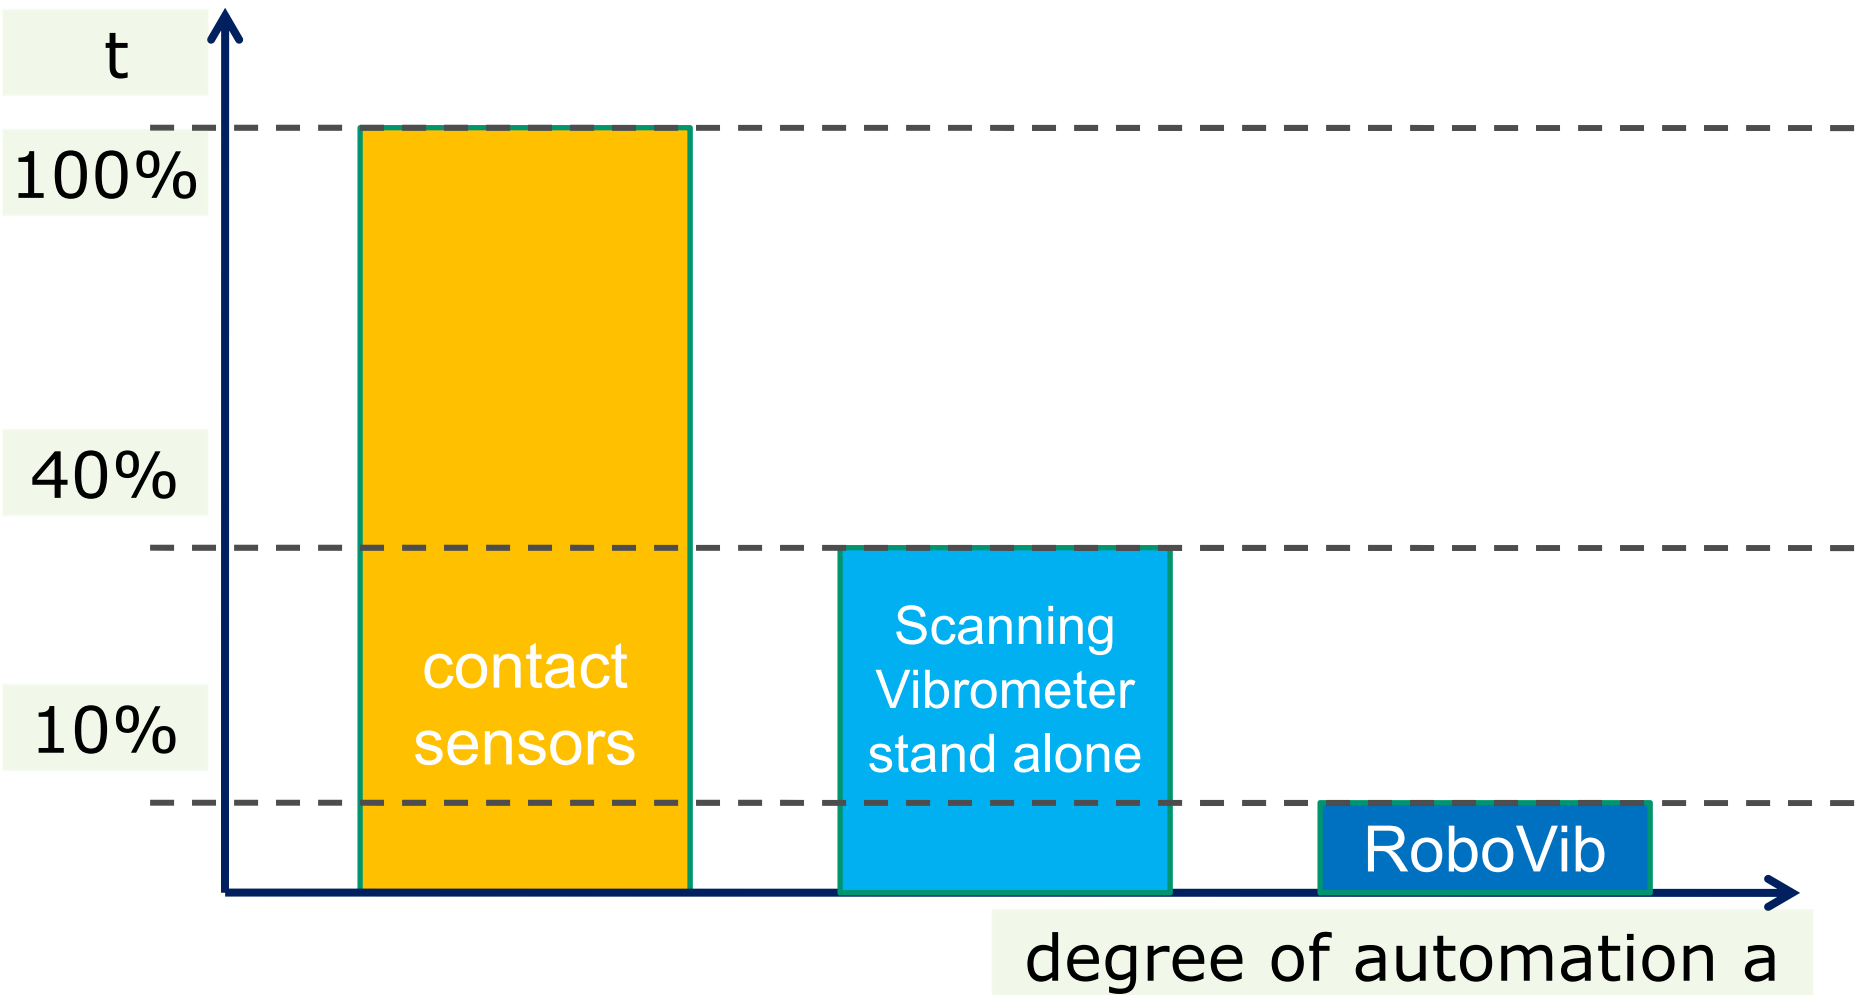 t
100%
40%
10%
contact
sensors
Scanning
Vibrometer
stand alone
RoboVib
degree of automation a